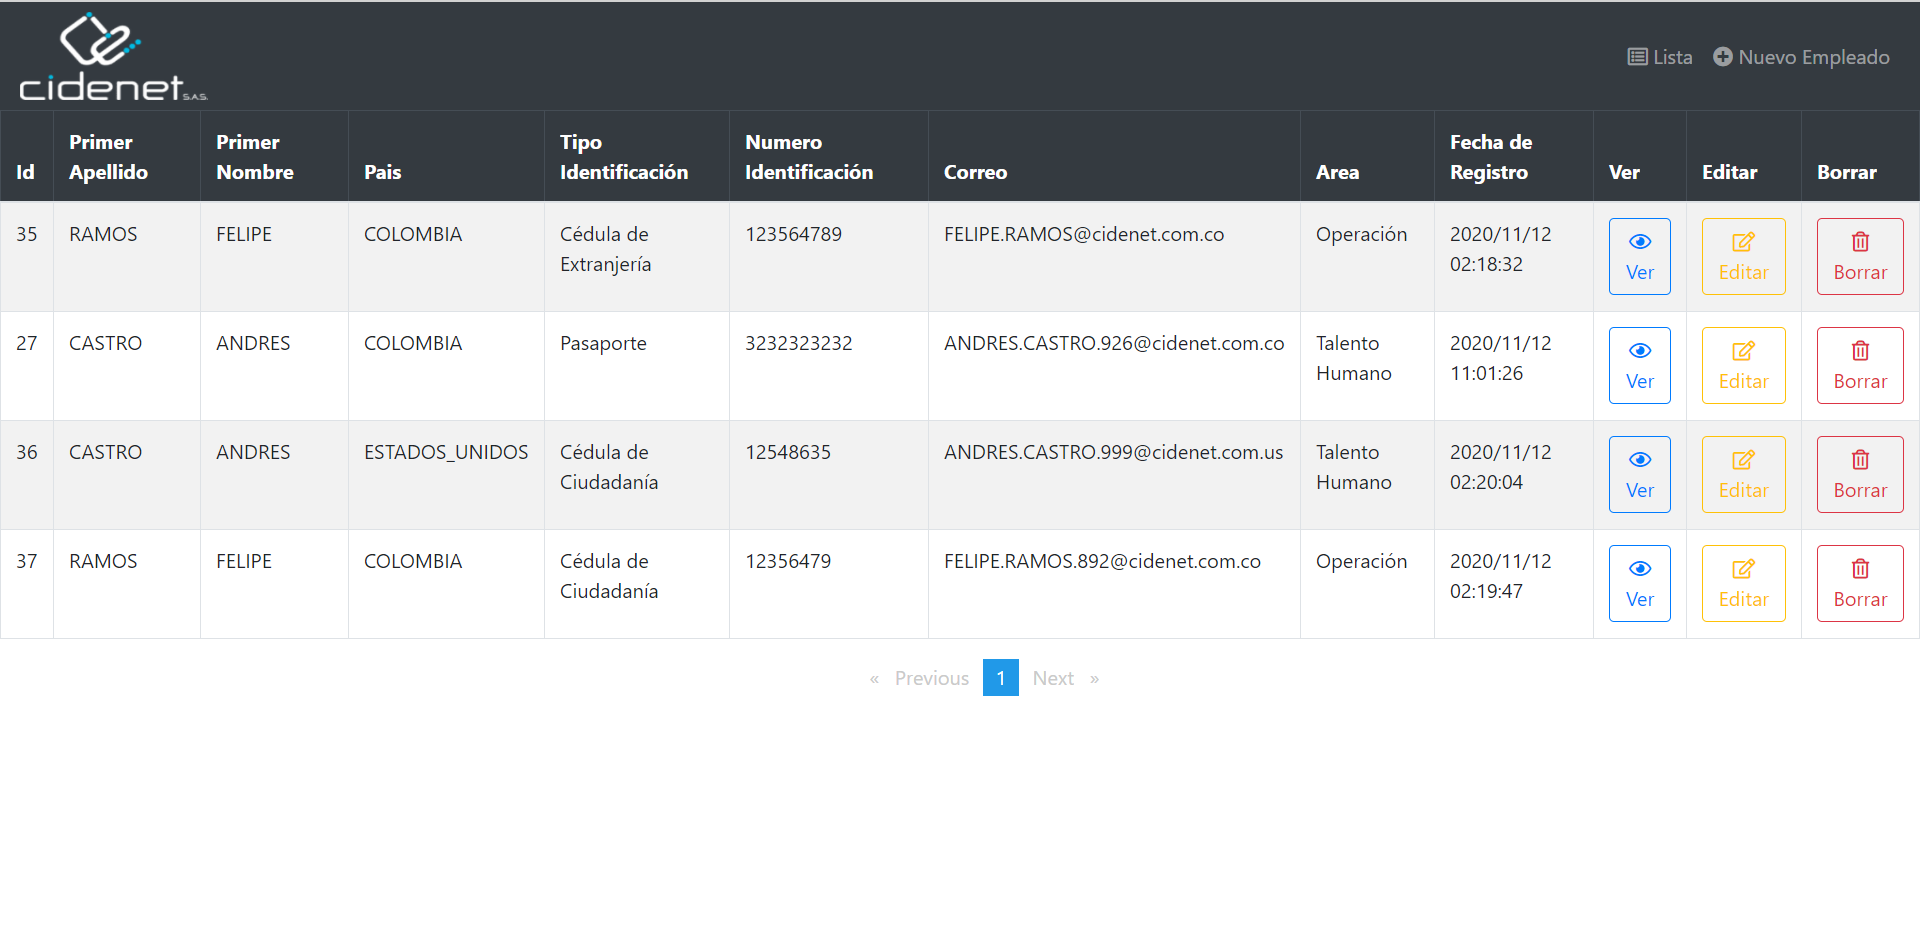 cidenet S.A.S.
Lista Nuevo Empleado
Id Primer Apellido Primer Nombre Pais Tipo Identificación Numero Identificación Correo Area Fecha de Registro Ver Editar Borrar
35 RAMOS FELIPE COLOMBIA Cédula de Extranjería 123564789 FELIPE.RAMOS@cidenet.com.co Operación 2020/11/12 02:18:32 Ver Editar Borrar
27 CASTRO ANDRES COLOMBIA Pasaporte 3232323232 ANDRES.CASTRO.926@cidenet.com.co Talento Humano 2020/11/12 11:01:26 Ver Editar Borrar
36 CASTRO ANDRES ESTADOS_UNIDOS Cédula de Ciudadanía 12548635 ANDRES.CASTRO.999@cidenet.com.us Talento Humano 2020/11/12 02:20:04 Ver Editar Borrar
37 RAMOS FELIPE COLOMBIA Cédula de Ciudadanía 12356479 FELIPE.RAMOS.892@cidenet.com.co Operación 2020/11/12 02:19:47 Ver Editar Borrar
« Previous 1 Next »